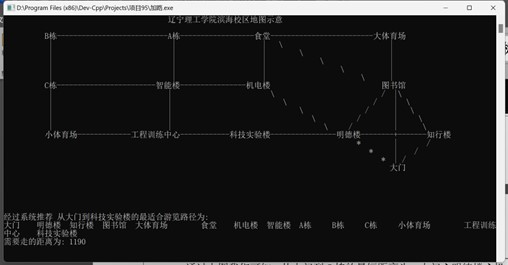 D:\Program Files (x86)\Dev-Cpp\Projects\项目95\加路.exe
辽宁理工学院滨海校区地图示意
B栋 A栋 食堂 大体育场
C栋 智能楼 机电楼 图书馆
小体育场 工程训练中心 科技实验楼 明德楼 知行楼
大门
经过系统推荐 从大门到科技实验楼的最适合游览路径为:
大门 明德楼 知行楼 图书馆 大体育场 食堂 机电楼 智能楼 A栋 B栋 C栋 小体育场 工程训练
中心 科技实验楼
需要走的距离为: 1190